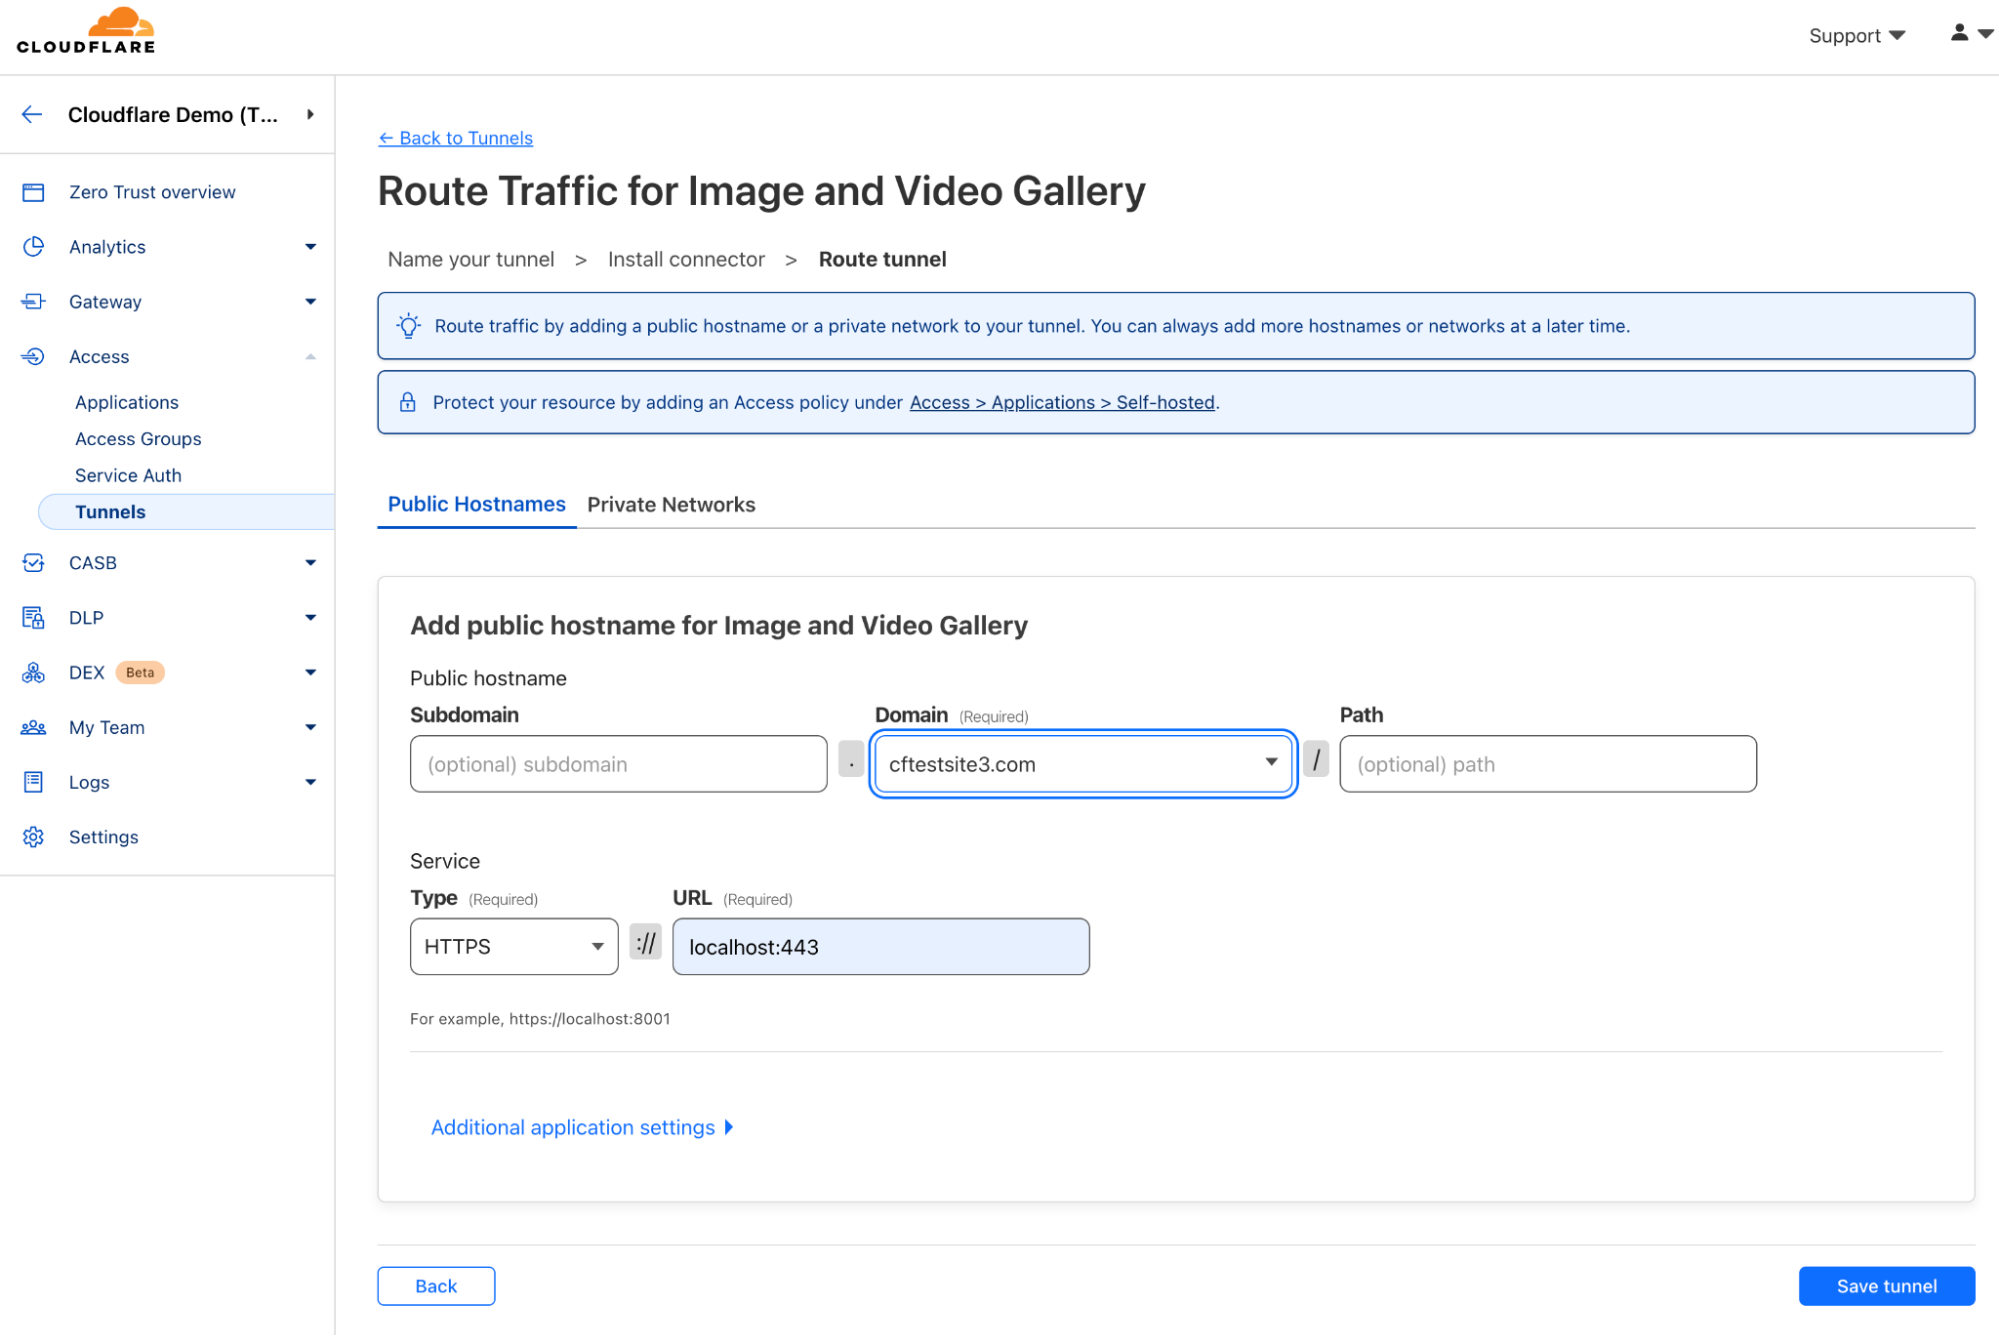 CLOUDFLARE
Support
Cloudflare Demo (T...
Zero Trust overview
Analytics
Gateway
Access
Applications
Access Groups
Service Auth
Tunnels
CASB
DLP
DEX Beta
My Team
Logs
Settings
← Back to Tunnels
Route Traffic for Image and Video Gallery
Name your tunnel > Install connector > Route tunnel
Route traffic by adding a public hostname or a private network to your tunnel. You can always add more hostnames or networks at a later time.
Protect your resource by adding an Access policy under Access > Applications > Self-hosted.
Public Hostnames Private Networks
Add public hostname for Image and Video Gallery
Public hostname
Subdomain Domain (Required) Path
(optional) subdomain . cftestsite3.com / (optional) path
Service
Type (Required) URL (Required)
HTTPS :// localhost:443
For example, https://localhost:8001
Additional application settings
Back Save tunnel